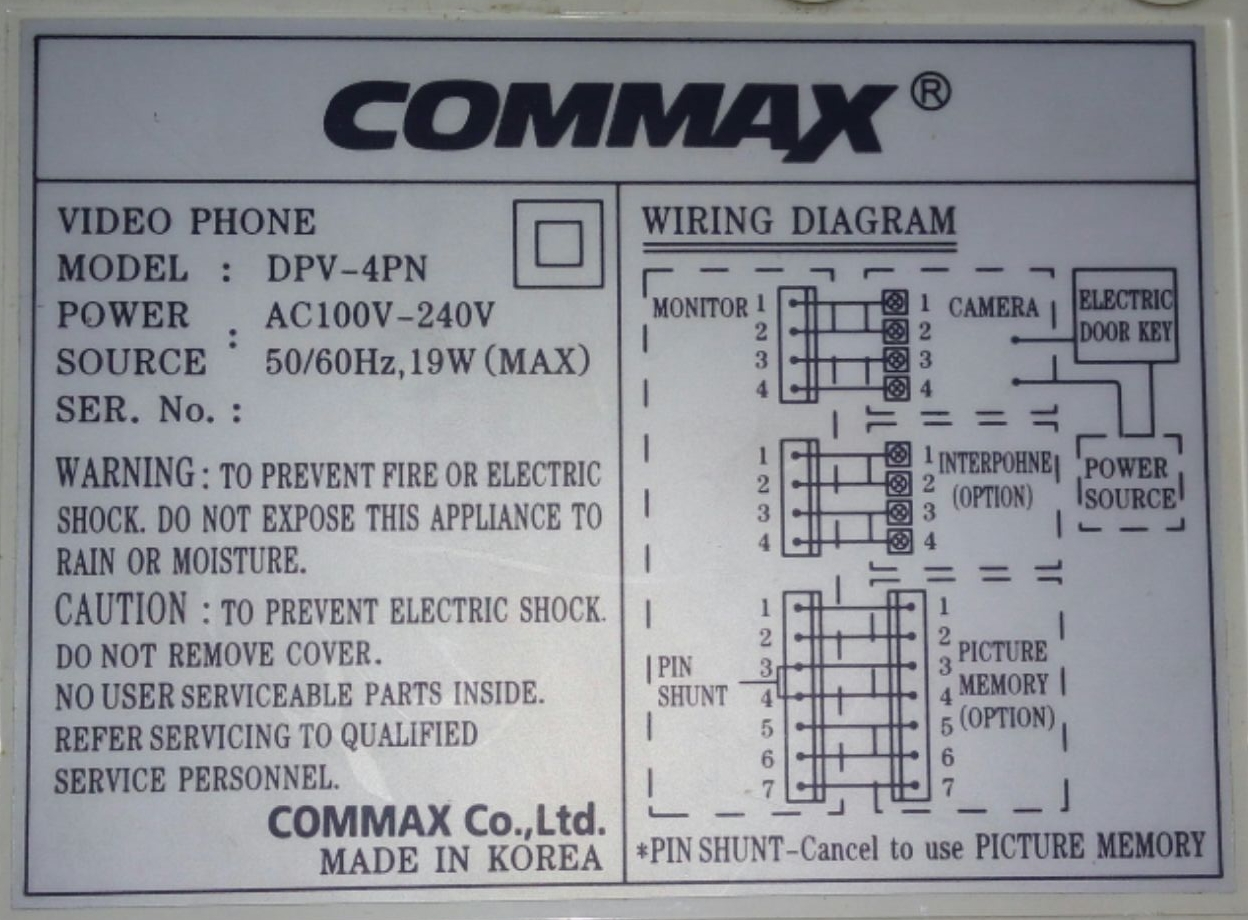 COMMAX®
VIDEO PHONE
MODEL : DPV-4PN
POWER SOURCE : AC100V-240V
50/60Hz, 19W (MAX)
SER. No. :
WARNING : TO PREVENT FIRE OR ELECTRIC
SHOCK. DO NOT EXPOSE THIS APPLIANCE TO
RAIN OR MOISTURE.
CAUTION : TO PREVENT ELECTRIC SHOCK.
DO NOT REMOVE COVER.
NO USER SERVICEABLE PARTS INSIDE.
REFER SERVICING TO QUALIFIED
SERVICE PERSONNEL.
COMMAX Co.,Ltd.
MADE IN KOREA
WIRING DIAGRAM
MONITOR 1 1 CAMERA
2 2
3 3
4 4
ELECTRIC
DOOR KEY
POWER
SOURCE
1 1 INTERPOHNE
2 2 (OPTION)
3 3
4 4
1 1
2 2
PIN 3 3 PICTURE
SHUNT 4 4 MEMORY
5 5 (OPTION)
6 6
7 7
*PIN SHUNT-Cancel to use PICTURE MEMORY